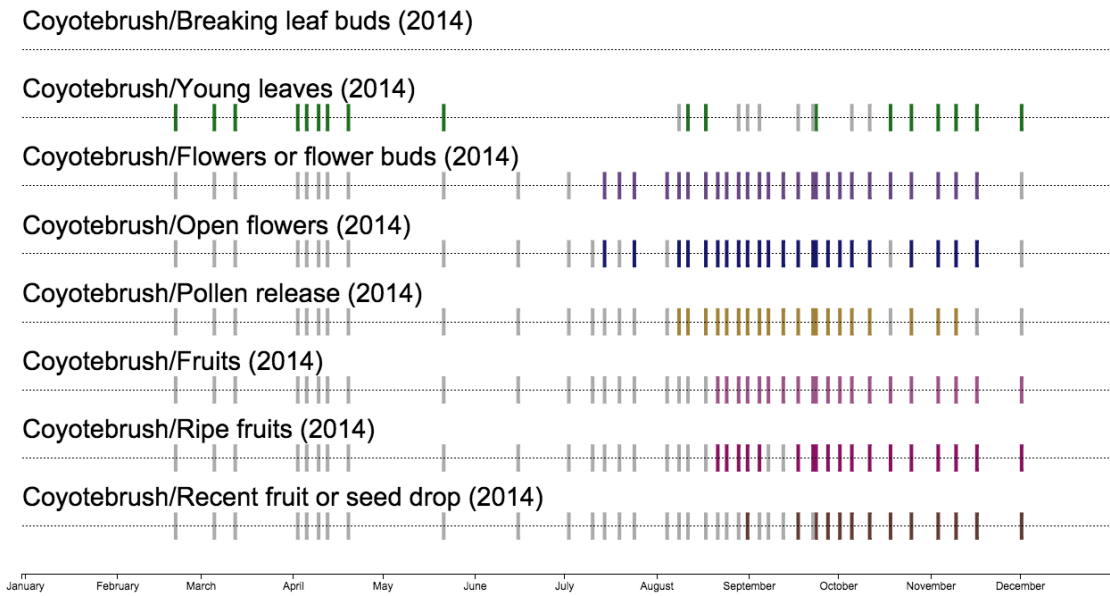 Coyotebrush/Breaking leaf buds (2014)
Coyotebrush/Young leaves (2014)
Coyotebrush/Flowers or flower buds (2014)
Coyotebrush/Open flowers (2014)
Coyotebrush/Pollen release (2014)
Coyotebrush/Fruits (2014)
Coyotebrush/Ripe fruits (2014)
Coyotebrush/Recent fruit or seed drop (2014)
January February March April May June July August September October November December